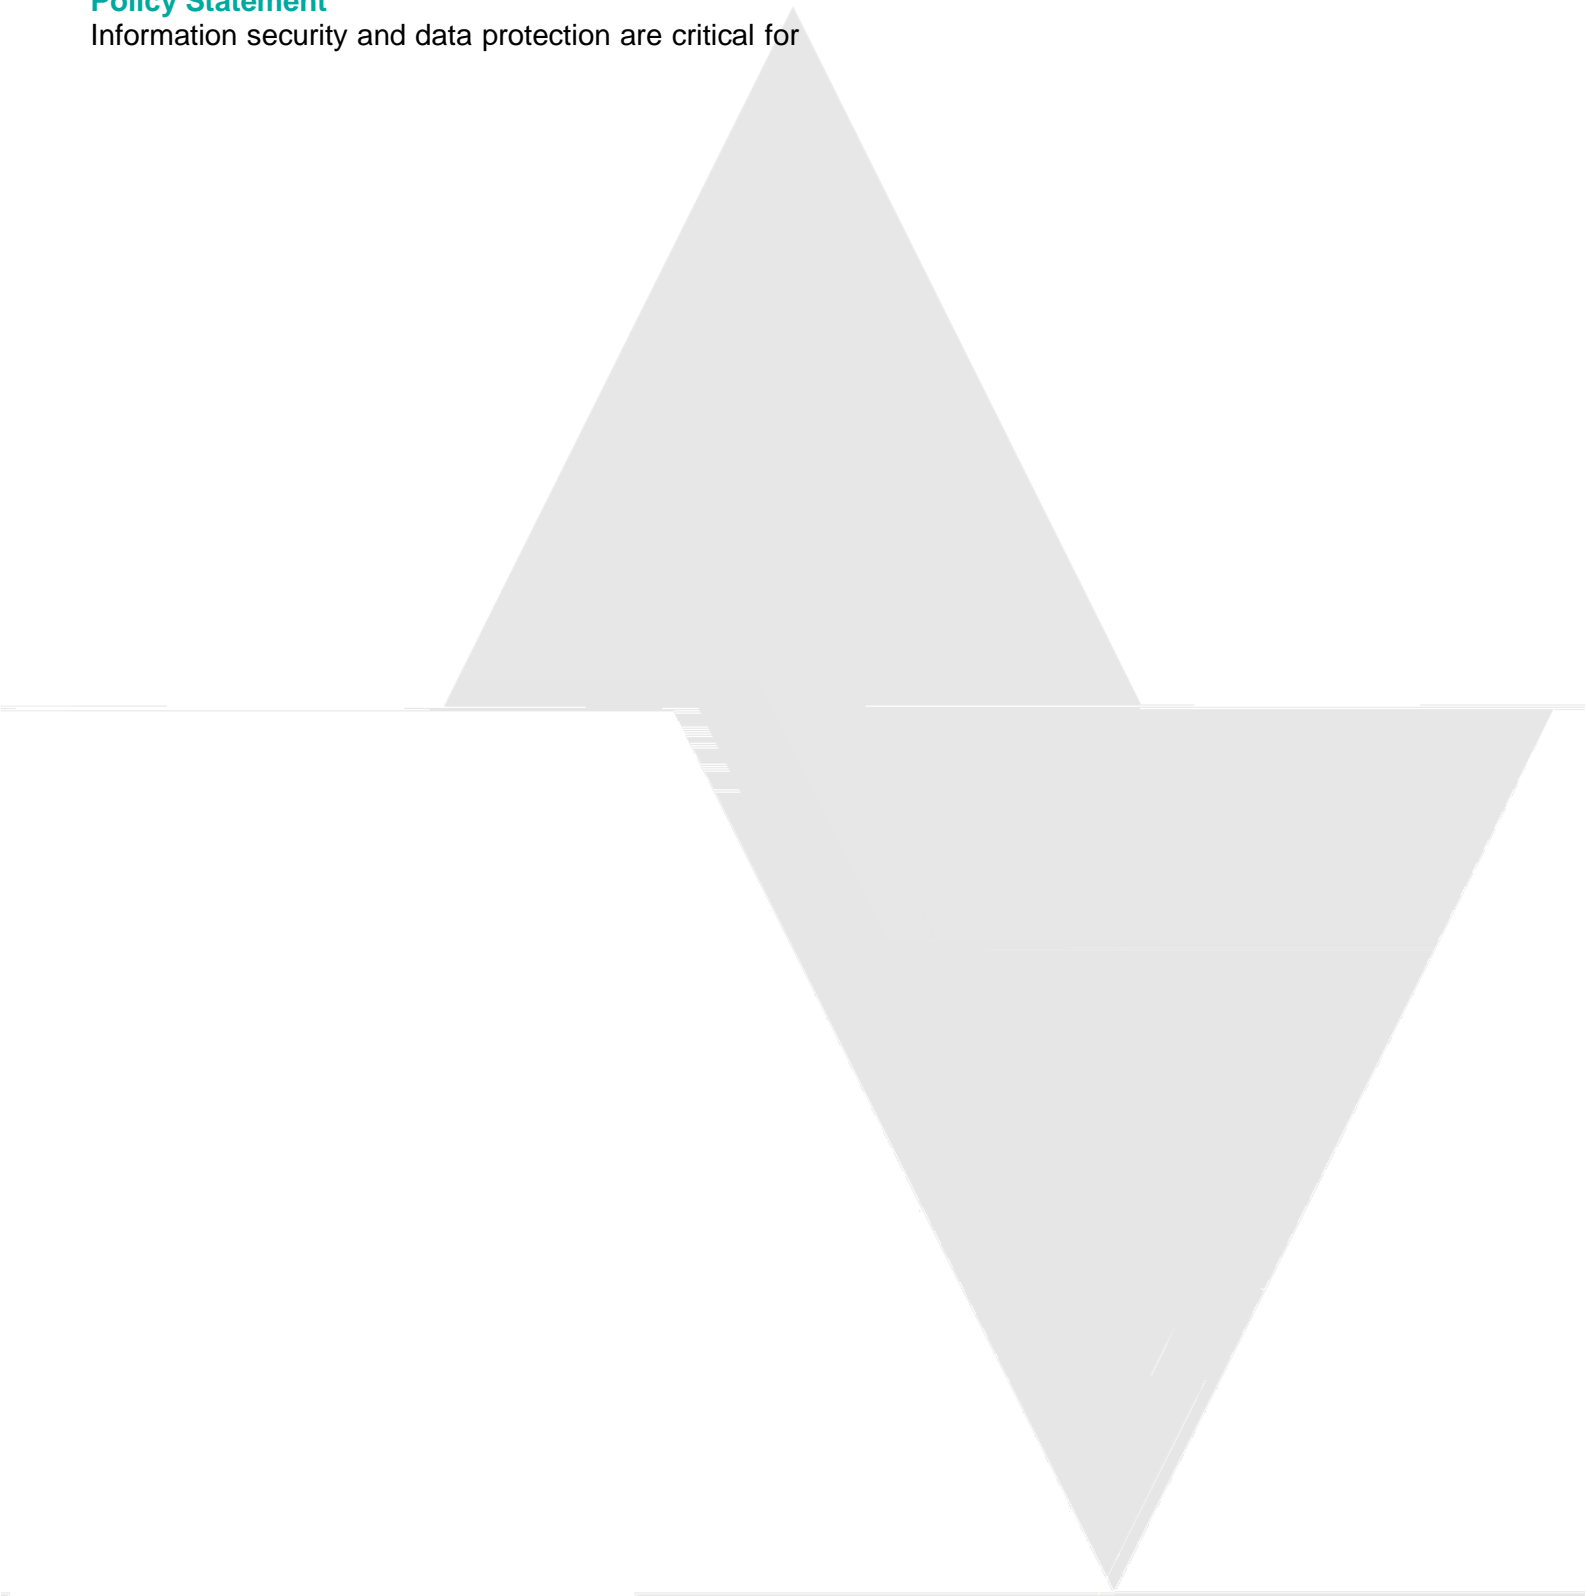 Policy Statement
Information security and data protection are critical for